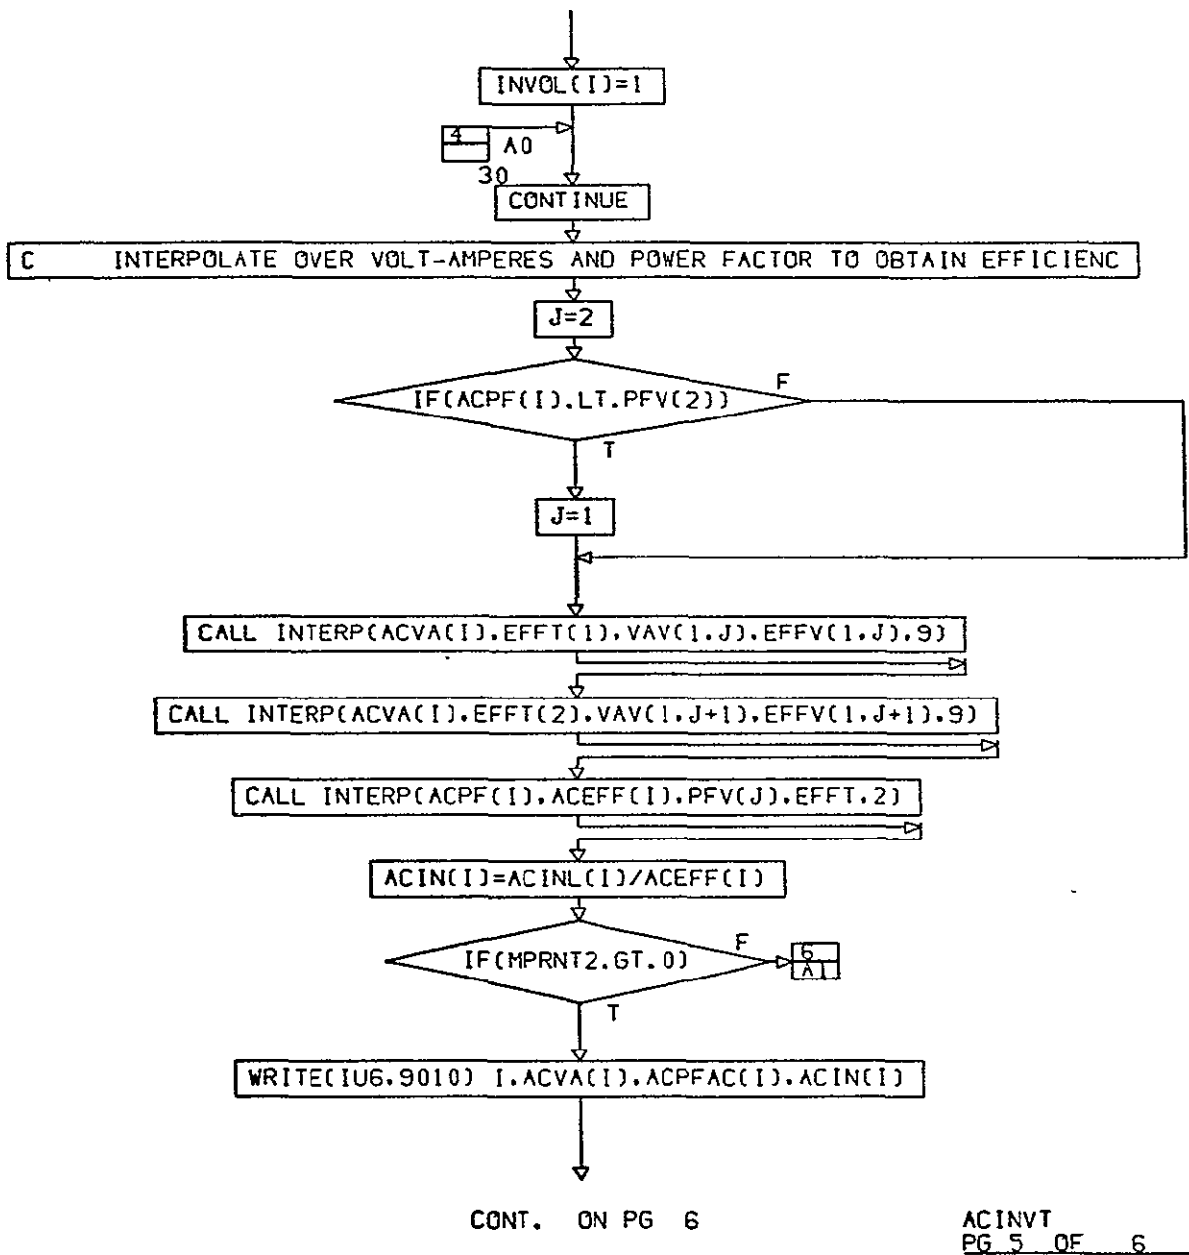 INVOL(I)=1
4
A0
30
CONTINUE
C INTERPOLATE OVER VOLT-AMPERES AND POWER FACTOR TO OBTAIN EFFICIENC
J=2
F
IF(ACPF(I).LT.PFV(2))
T
J=1
CALL INTERP(ACVA(I).EFFT(1).VAV(1.J).EFFV(1.J).9)
CALL INTERP(ACVA(I).EFFT(2).VAV(1.J+1).EFFV(1.J+1).9)
CALL INTERP(ACPF(I).ACEFF(I).PFV(J).EFFT.2)
ACIN(I)=ACINL(I)/ACEFF(I)
F
6
IF(MPRNT2.GT.0)
A1
T
WRITE(IU6.9010) I.ACVA(I).ACPFAC(I).ACIN(I)
CONT. ON PG 6
ACINVT
PG 5 OF 6